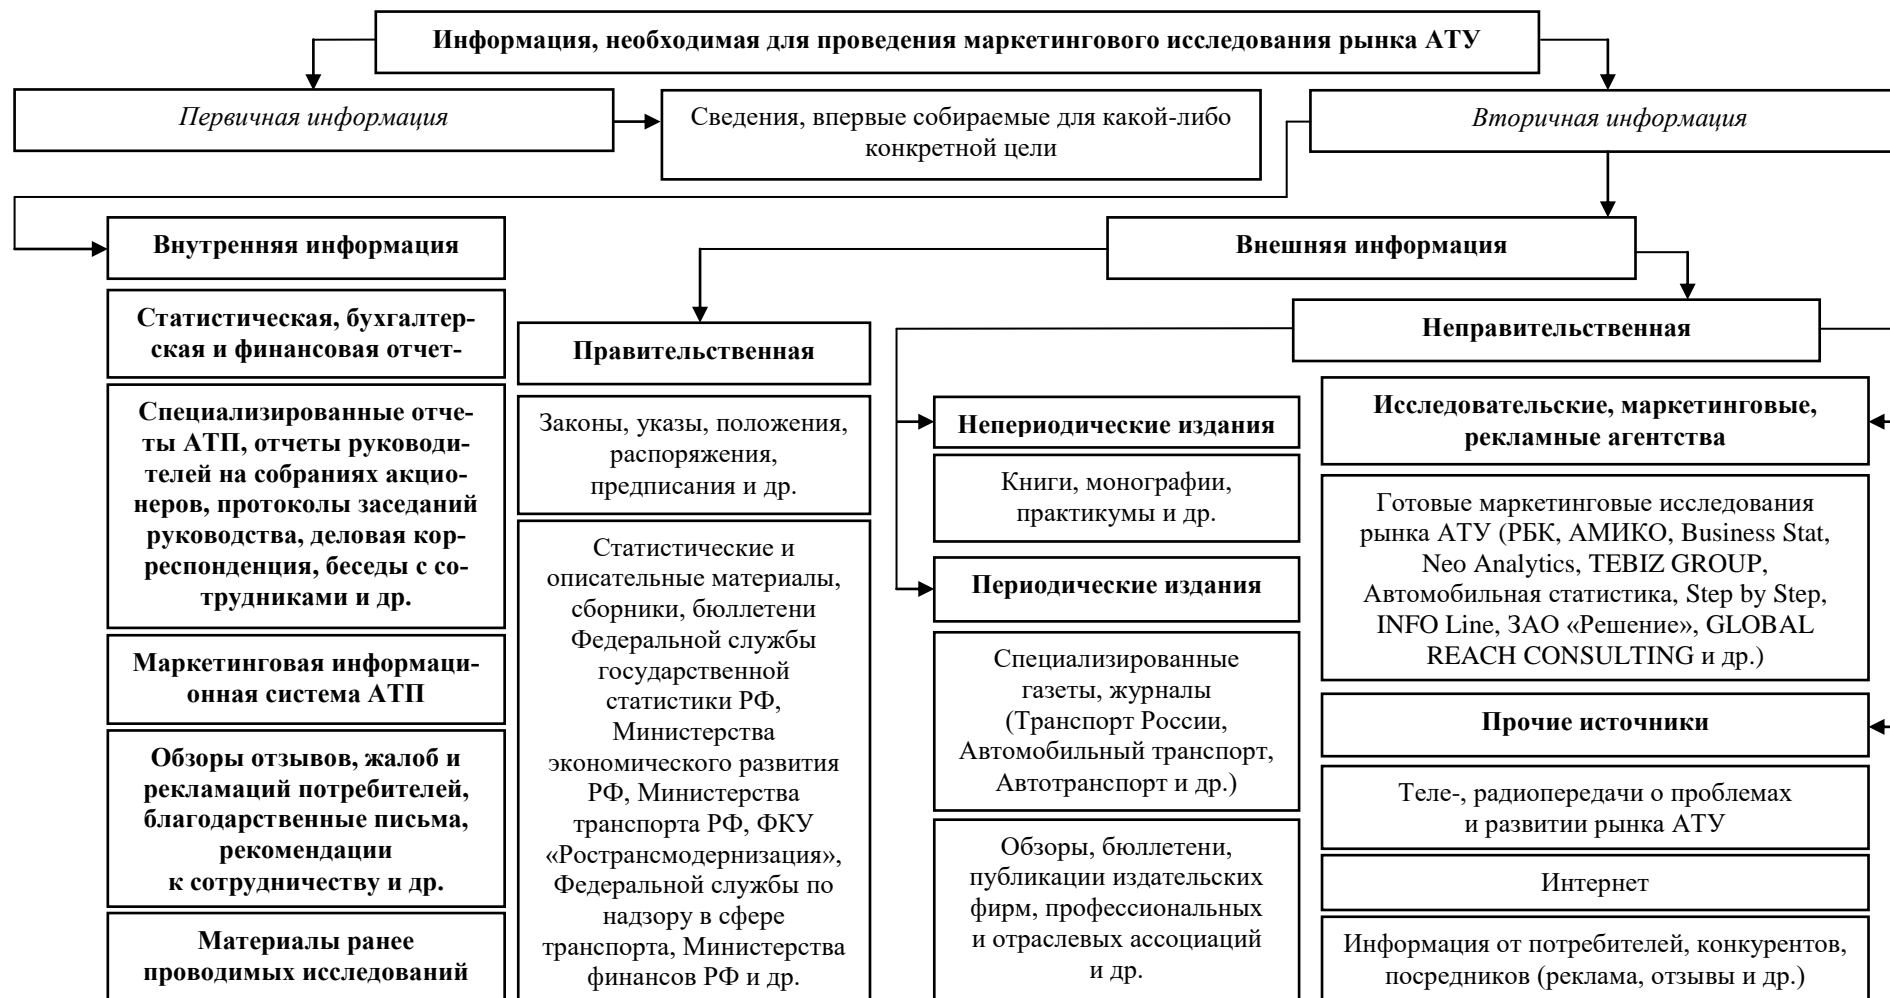 Информация, необходимая для проведения маркетингового исследования рынка АТУ
Первичная информация
Сведения, впервые собираемые для какой-либо
конкретной цели
Вторичная информация
Внутренняя информация
Статистическая, бухгалтер-
ская и финансовая отчет-
Специализированные отче-
ты АТП, отчеты руководи-
телей на собраниях акцио-
неров, протоколы заседаний
руководства, деловая кор-
респонденция, беседы с со-
трудниками и др.
Маркетинговая информаци-
онная система АТП
Обзоры отзывов, жалоб и
рекламаций потребителей,
благодарственные письма,
рекомендации
к сотрудничеству и др.
Материалы ранее
проводимых исследований
Внешняя информация
Правительственная
Законы, указы, положения,
распоряжения,
предписания и др.
Статистические и
описательные материалы,
сборники, бюллетени
Федеральной службы
государственной
статистики РФ,
Министерства
экономического развития
РФ, Министерства
транспорта РФ, ФКУ
«Ространсмодернизация»,
Федеральной службы по
надзору в сфере
транспорта, Министерства
финансов РФ и др.
Неправительственная
Непериодические издания
Книги, монографии,
практикумы и др.
Периодические издания
Специализированные
газеты, журналы
(Транспорт России,
Автомобильный транспорт,
Автотранспорт и др.)
Обзоры, бюллетени,
публикации издательских
фирм, профессиональных
и отраслевых ассоциаций
и др.
Исследовательские, маркетинговые,
рекламные агентства
Готовые маркетинговые исследования
рынка АТУ (РБК, АМИКО, Business Stat,
Neo Analytics, TEBIZ GROUP,
Автомобильная статистика, Step by Step,
INFO Line, ЗАО «Решение», GLOBAL
REACH CONSULTING и др.)
Прочие источники
Теле-, радиопередачи о проблемах
и развитии рынка АТУ
Интернет
Информация от потребителей, конкурентов,
посредников (реклама, отзывы и др.)